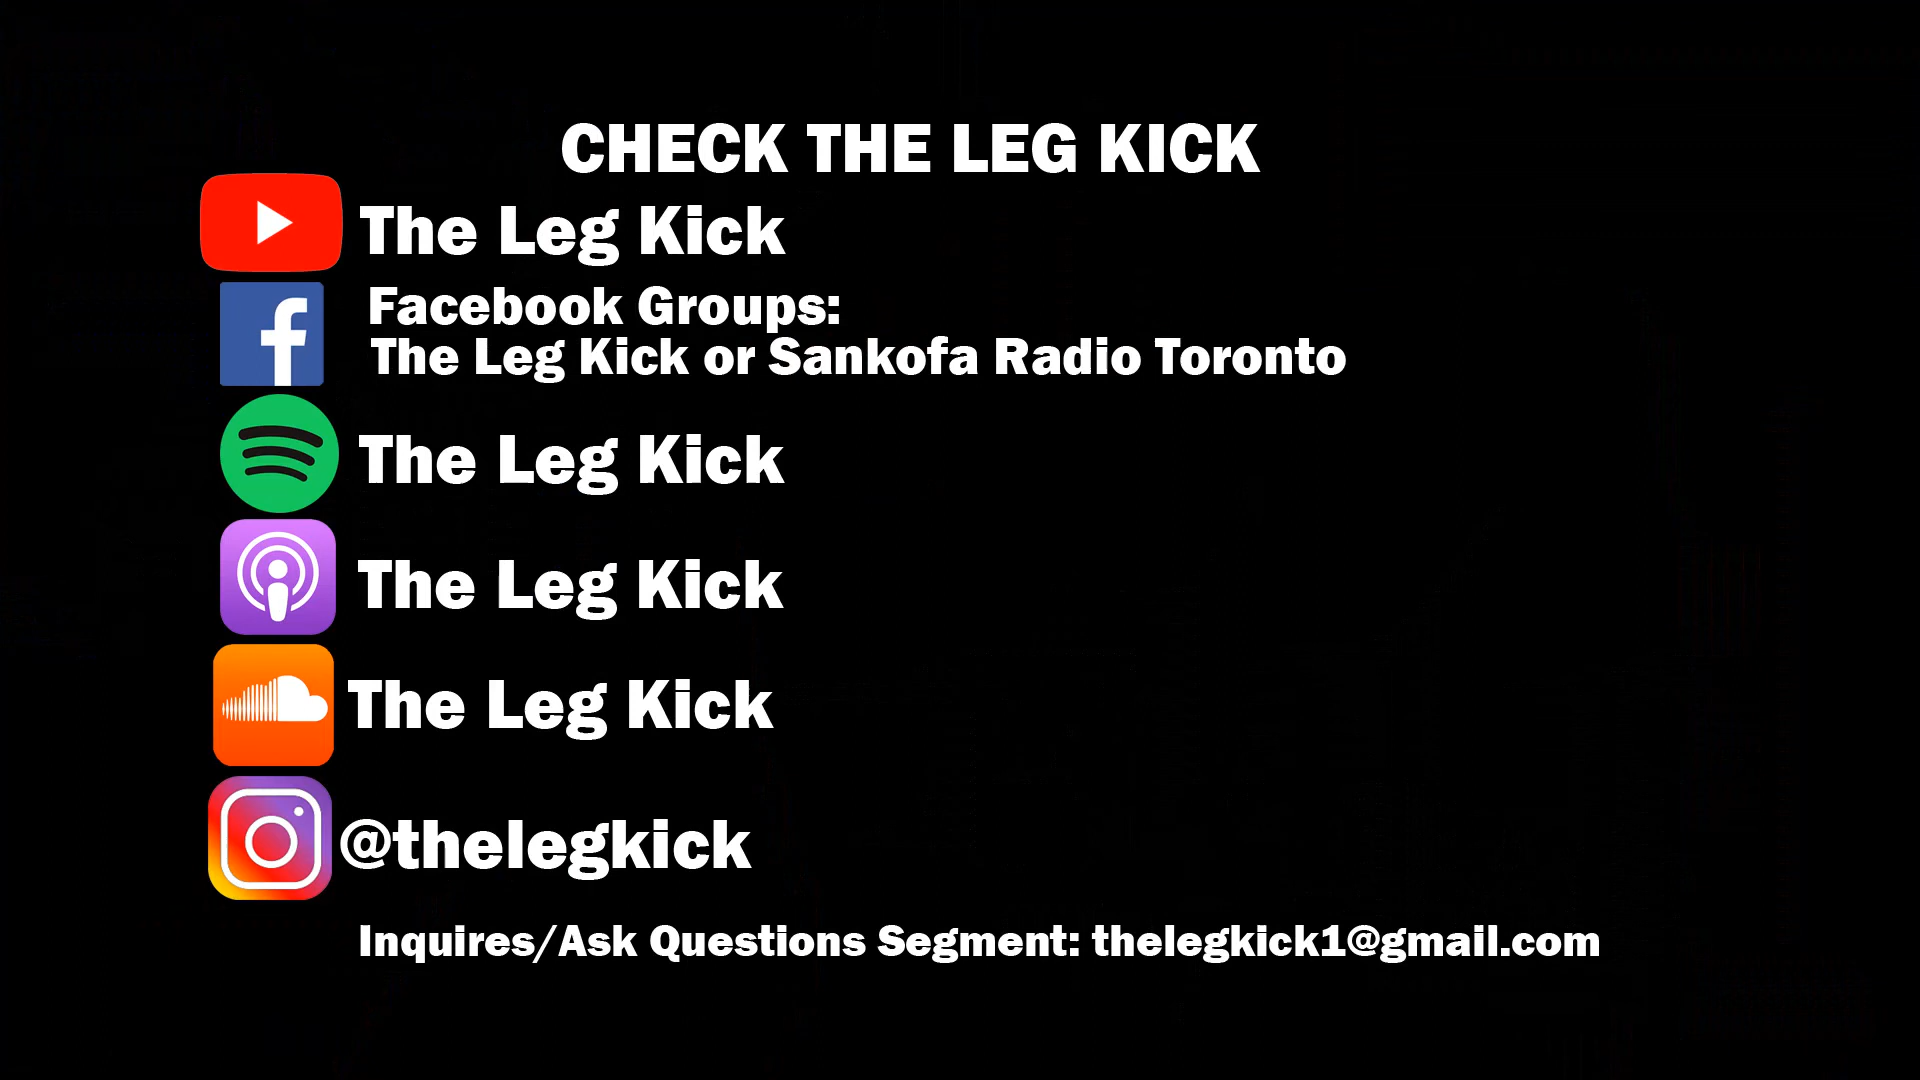 CHECK THE LEG KICK
The Leg Kick
Facebook Groups:
The Leg Kick or Sankofa Radio Toronto
The Leg Kick
The Leg Kick
The Leg Kick
@thelegkick
Inquires/Ask Questions Segment: thelegkick1@gmail.com